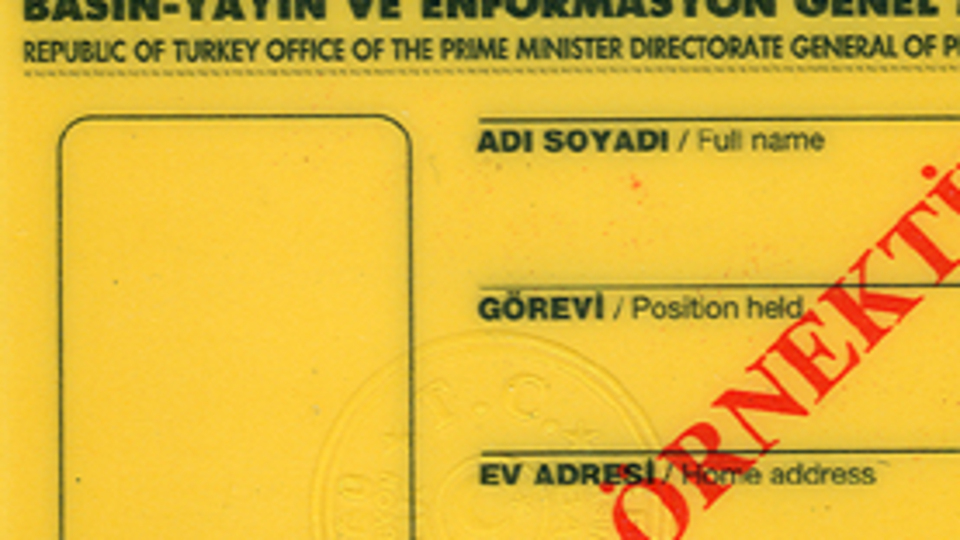 BASIN-YAYIN VE ENFORMASYON GENEL
REPUBLIC OF TURKEY OFFICE OF THE PRIME MINISTER DIRECTORATE GENERAL OF
ADI SOYADI / Full name
GÖREVİ / Position held
EV ADRESİ / Home address
ÖRNEKTİ
T.C.